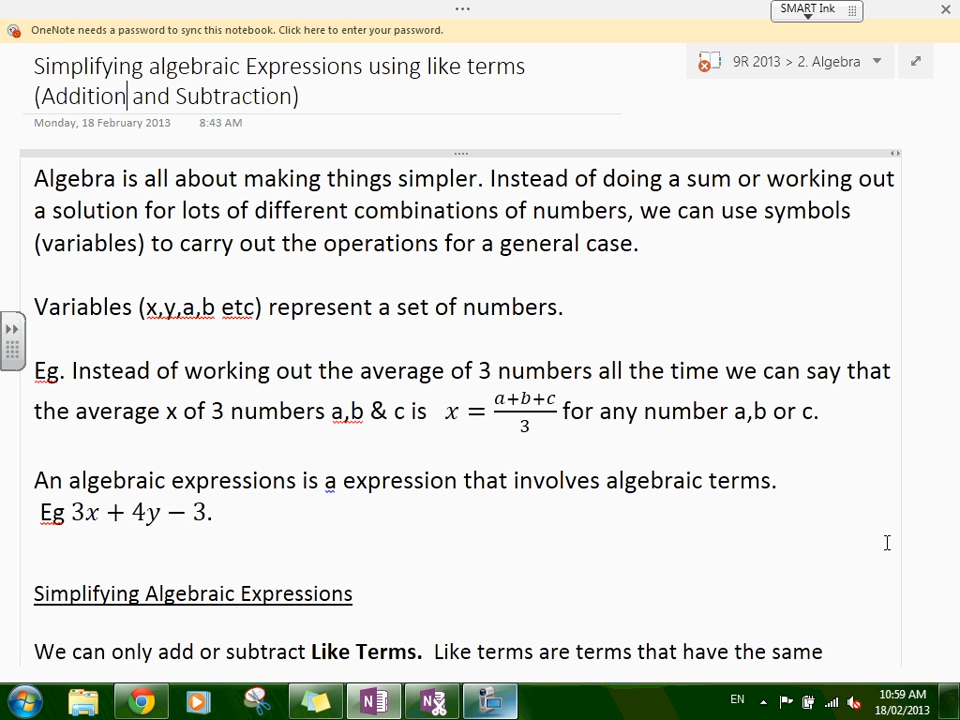 SMART Ink
OneNote needs a password to sync this notebook. Click here to enter your password.
Simplifying algebraic Expressions using like terms
(Addition and Subtraction)
9R 2013 > 2. Algebra
Monday, 18 February 2013 8:43 AM
Algebra is all about making things simpler. Instead of doing a sum or working out
a solution for lots of different combinations of numbers, we can use symbols
(variables) to carry out the operations for a general case.
Variables (x,y,a,b etc) represent a set of numbers.
Eg. Instead of working out the average of 3 numbers all the time we can say that
the average x of 3 numbers a,b & c is x = (a+b+c)/3 for any number a,b or c.
An algebraic expressions is a expression that involves algebraic terms.
Eg 3x + 4y − 3.
Simplifying Algebraic Expressions
We can only add or subtract Like Terms. Like terms are terms that have the same
EN
10:59 AM
18/02/2013